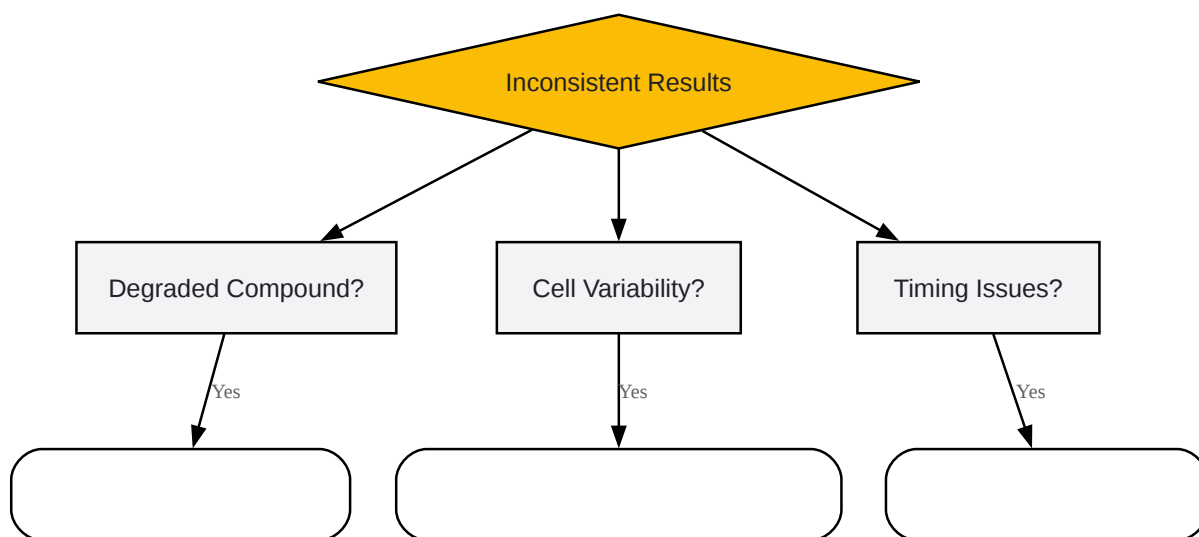 Inconsistent Results
Degraded Compound?
Cell Variability?
Timing Issues?
Yes
Yes
Yes